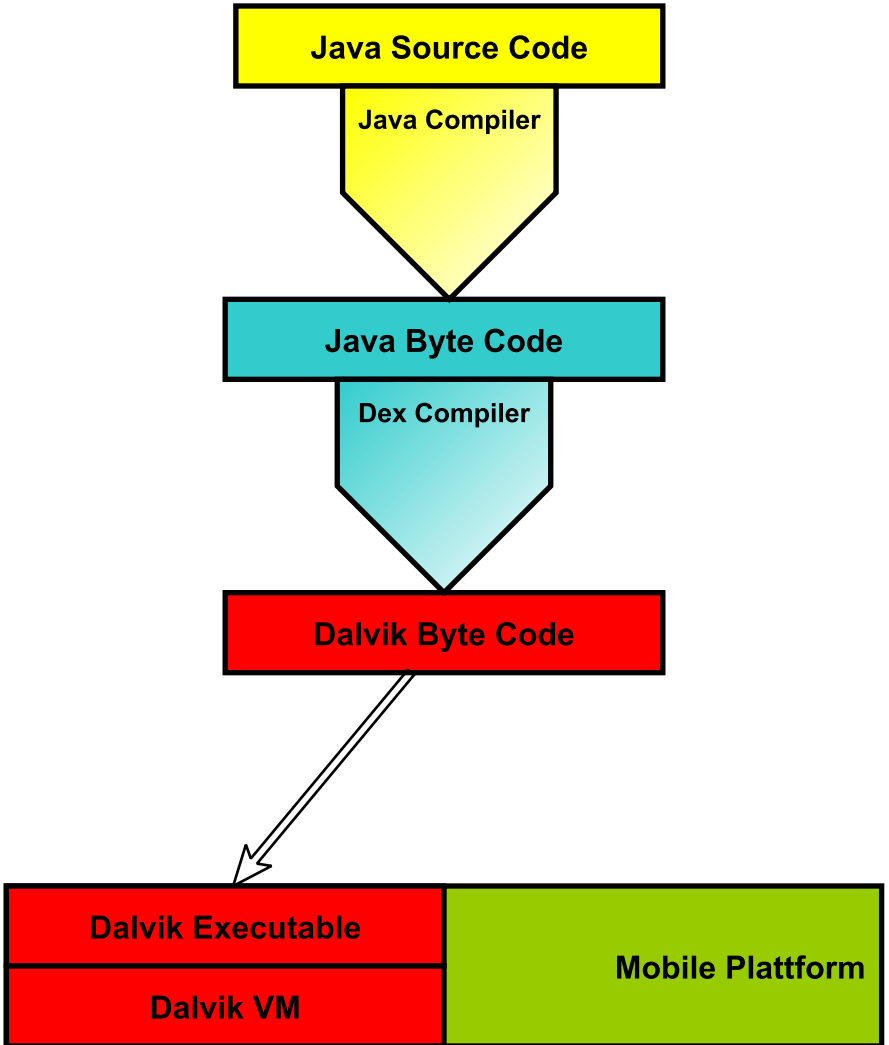 Java Source Code
Java Compiler
Java Byte Code
Dex Compiler
Dalvik Byte Code
Dalvik Executable
Mobile Plattform
Dalvik VM